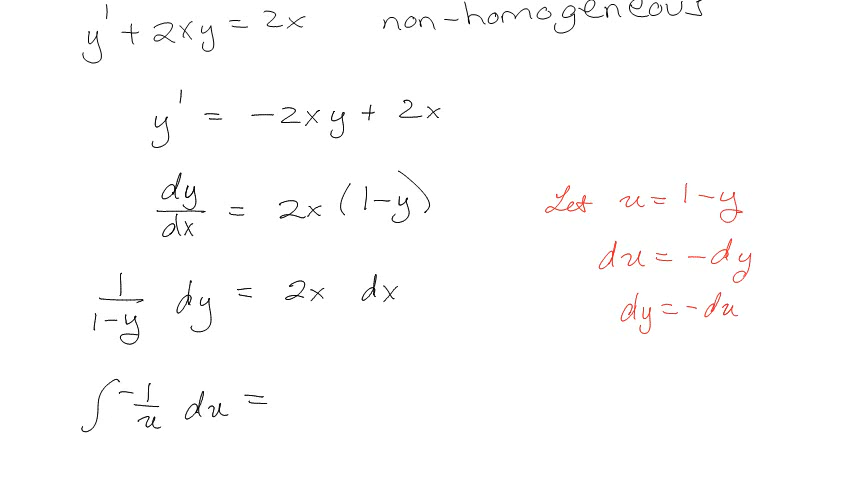 y' + 2xy = 2x non-homogeneous
y' = -2xy + 2x
dy/dx = 2x (1-y)
Let u = 1-y
du = -dy
1/(1-y) dy = 2x dx
dy = -du
∫ -1/u du =